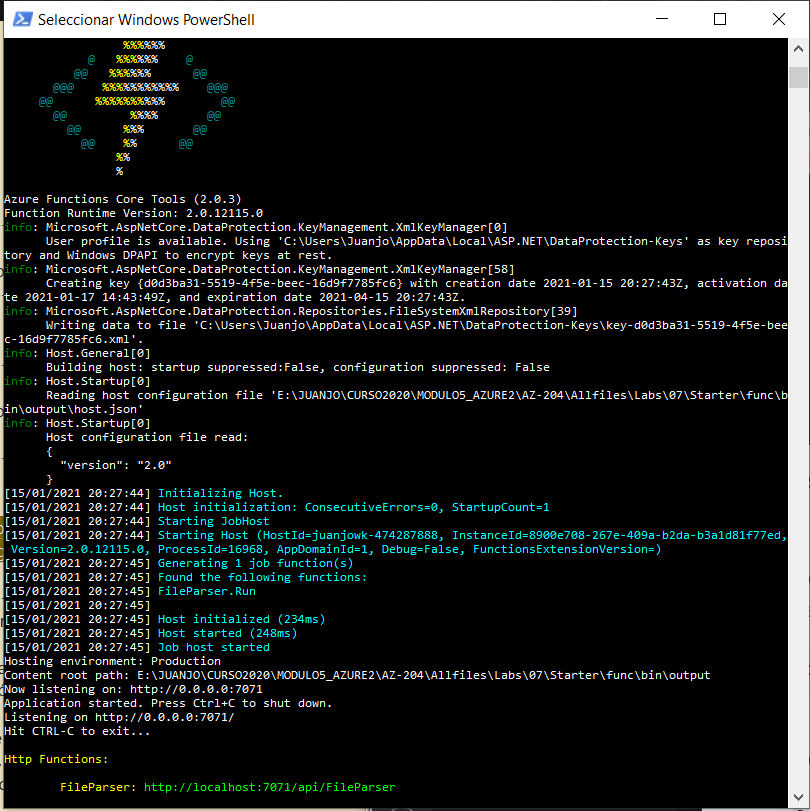 Seleccionar Windows PowerShell
%%%%%%
@ %%%%%% @
@@ %%%%%% @@
@@@ %%%%%%%%%%% @@@
@@ %%%%%%%%%% @@
@@ %%%% @@
@@ %%% @@
@@ %% @@
%%
%
Azure Functions Core Tools (2.0.3)
Function Runtime Version: 2.0.12115.0
info: Microsoft.AspNetCore.DataProtection.KeyManagement.XmlKeyManager[0]
User profile is available. Using 'C:\Users\Juanjo\AppData\Local\ASP.NET\DataProtection-Keys' as key reposi
tory and Windows DPAPI to encrypt keys at rest.
info: Microsoft.AspNetCore.DataProtection.KeyManagement.XmlKeyManager[58]
Creating key {d0d3ba31-5519-4f5e-beec-16d9f7785fc6} with creation date 2021-01-15 20:27:43Z, activation da
te 2021-01-17 14:43:49Z, and expiration date 2021-04-15 20:27:43Z.
info: Microsoft.AspNetCore.DataProtection.Repositories.FileSystemXmlRepository[39]
Writing data to file 'C:\Users\Juanjo\AppData\Local\ASP.NET\DataProtection-Keys\key-d0d3ba31-5519-4f5e-bee
c-16d9f7785fc6.xml'.
info: Host.General[0]
Building host: startup suppressed:False, configuration suppressed: False
info: Host.Startup[0]
Reading host configuration file 'E:\JUANJO\CURSO2020\MODULO5_AZURE2\AZ-204\Allfiles\Labs\07\Starter\func\b
in\output\host.json'
info: Host.Startup[0]
Host configuration file read:
{
"version": "2.0"
}
[15/01/2021 20:27:44] Initializing Host.
[15/01/2021 20:27:44] Host initialization: ConsecutiveErrors=0, StartupCount=1
[15/01/2021 20:27:44] Starting JobHost
[15/01/2021 20:27:44] Starting Host (HostId=juanjowk-474287888, InstanceId=8900e708-267e-409a-b2da-b3a1d81f77ed,
Version=2.0.12115.0, ProcessId=16968, AppDomainId=1, Debug=False, FunctionsExtensionVersion=)
[15/01/2021 20:27:45] Generating 1 job function(s)
[15/01/2021 20:27:45] Found the following functions:
[15/01/2021 20:27:45] FileParser.Run
[15/01/2021 20:27:45]
[15/01/2021 20:27:45] Host initialized (234ms)
[15/01/2021 20:27:45] Host started (248ms)
[15/01/2021 20:27:45] Job host started
Hosting environment: Production
Content root path: E:\JUANJO\CURSO2020\MODULO5_AZURE2\AZ-204\Allfiles\Labs\07\Starter\func\bin\output
Now listening on: http://0.0.0.0:7071
Application started. Press Ctrl+C to shut down.
Listening on http://0.0.0.0:7071/
Hit CTRL-C to exit...
Http Functions:
FileParser: http://localhost:7071/api/FileParser